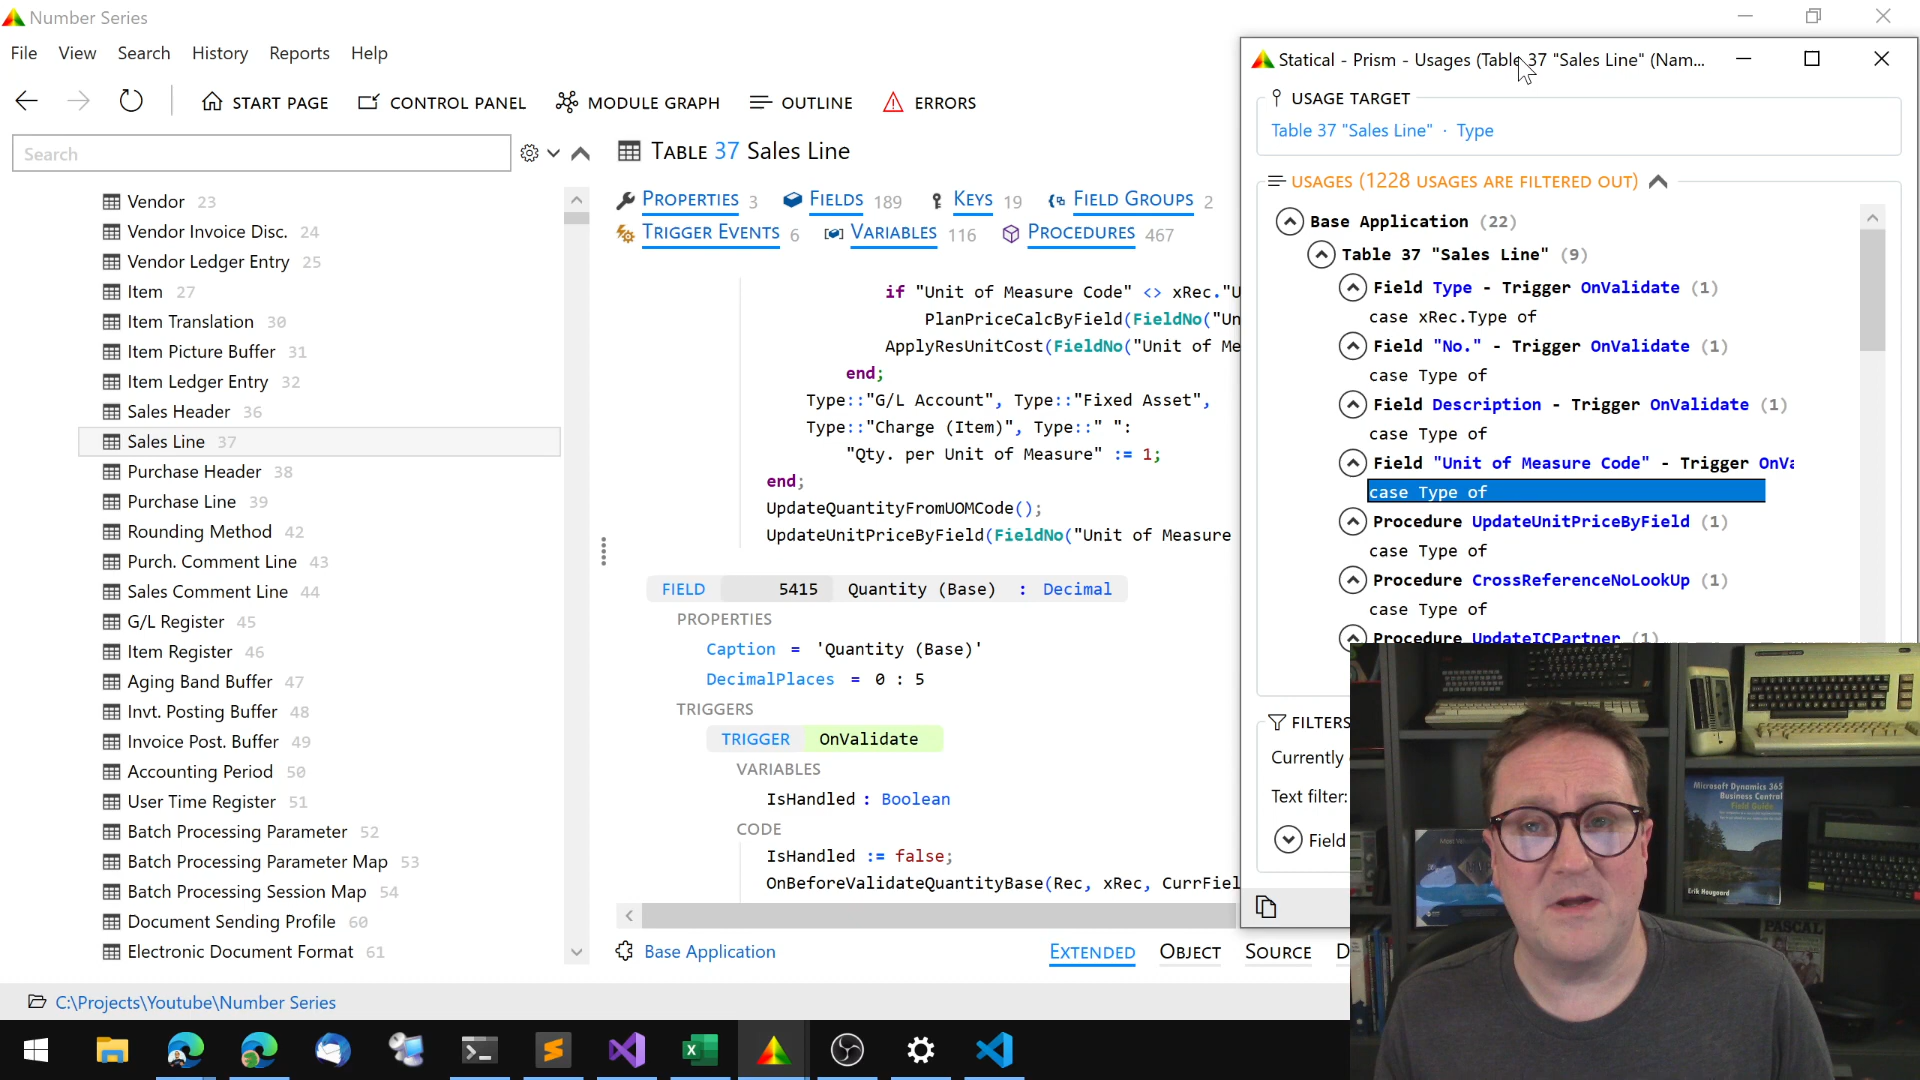 Number Series
File View Search History Reports Help
START PAGE CONTROL PANEL MODULE GRAPH OUTLINE ERRORS
Search
Vendor 23
Vendor Invoice Disc. 24
Vendor Ledger Entry 25
Item 27
Item Translation 30
Item Picture Buffer 31
Item Ledger Entry 32
Sales Header 36
Sales Line 37
Purchase Header 38
Purchase Line 39
Rounding Method 42
Purch. Comment Line 43
Sales Comment Line 44
G/L Register 45
Item Register 46
Aging Band Buffer 47
Invt. Posting Buffer 48
Invoice Post. Buffer 49
Accounting Period 50
User Time Register 51
Batch Processing Parameter 52
Batch Processing Parameter Map 53
Batch Processing Session Map 54
Document Sending Profile 60
Electronic Document Format 61
TABLE 37 Sales Line
PROPERTIES 3 FIELDS 189 KEYS 19 FIELD GROUPS 2
TRIGGER EVENTS 6 VARIABLES 116 PROCEDURES 467
if "Unit of Measure Code" <> xRec."U
PlanPriceCalcByField(FieldNo("Un
ApplyResUnitCost(FieldNo("Unit of Me
end;
Type::"G/L Account", Type::"Fixed Asset",
Type::"Charge (Item)", Type::" ":
"Qty. per Unit of Measure" := 1;
end;
UpdateQuantityFromUOMCode();
UpdateUnitPriceByField(FieldNo("Unit of Measure
FIELD 5415 Quantity (Base) : Decimal
PROPERTIES
Caption = 'Quantity (Base)'
DecimalPlaces = 0 : 5
TRIGGERS
TRIGGER OnValidate
VARIABLES
IsHandled : Boolean
CODE
IsHandled := false;
OnBeforeValidateQuantityBase(Rec, xRec, CurrFiel
Base Application EXTENDED OBJECT SOURCE D
C:\Projects\Youtube\Number Series
Statical - Prism - Usages (Table 37 "Sales Line" (Nam...
USAGE TARGET
Table 37 "Sales Line" · Type
USAGES (1228 USAGES ARE FILTERED OUT)
Base Application (22)
Table 37 "Sales Line" (9)
Field Type - Trigger OnValidate (1)
case xRec.Type of
Field "No." - Trigger OnValidate (1)
case Type of
Field Description - Trigger OnValidate (1)
case Type of
Field "Unit of Measure Code" - Trigger OnVa
case Type of
Procedure UpdateUnitPriceByField (1)
case Type of
Procedure CrossReferenceNoLookUp (1)
case Type of
Procedure UpdateICPartner (1)
FILTERS
Currently
Text filter:
Field
Microsoft Dynamics 365
Business Central
Field Guide
Erik Hougaard
PASCAL